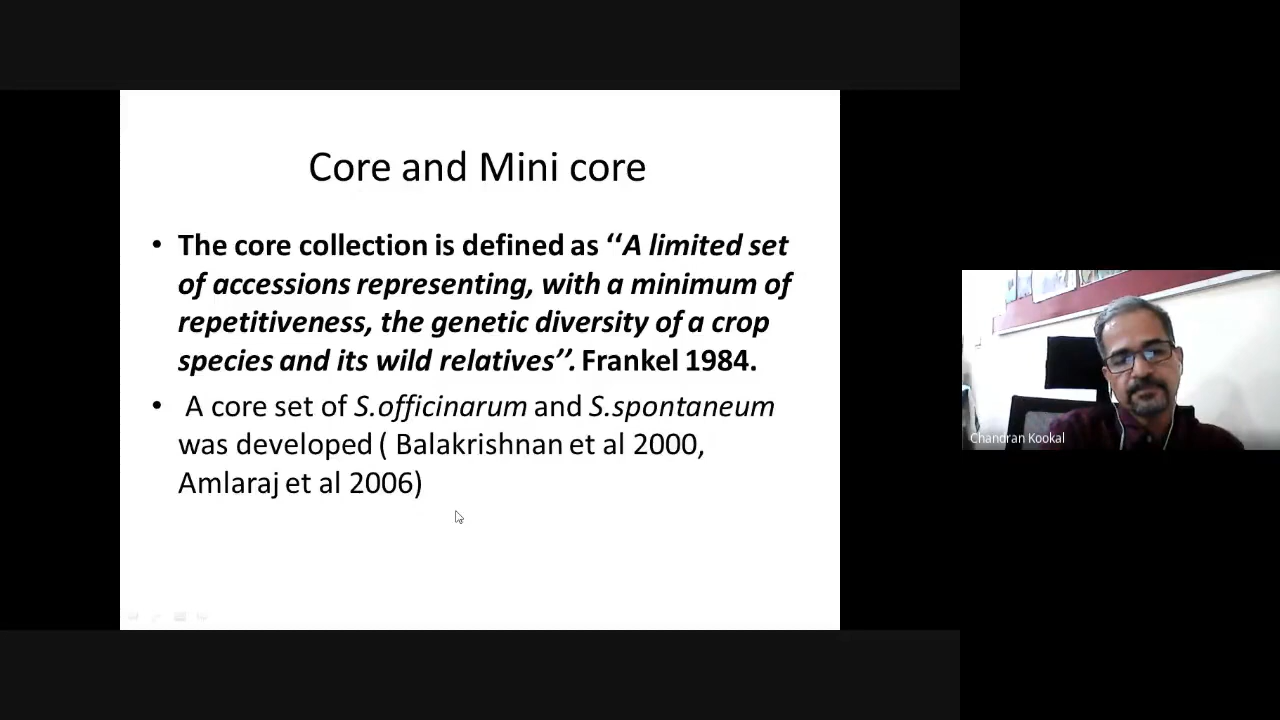 Core and Mini core
• The core collection is defined as ‘‘A limited set
of accessions representing, with a minimum of
repetitiveness, the genetic diversity of a crop
species and its wild relatives’’. Frankel 1984.
• A core set of S.officinarum and S.spontaneum
was developed ( Balakrishnan et al 2000,
Amlaraj et al 2006)
Chandran Kookal